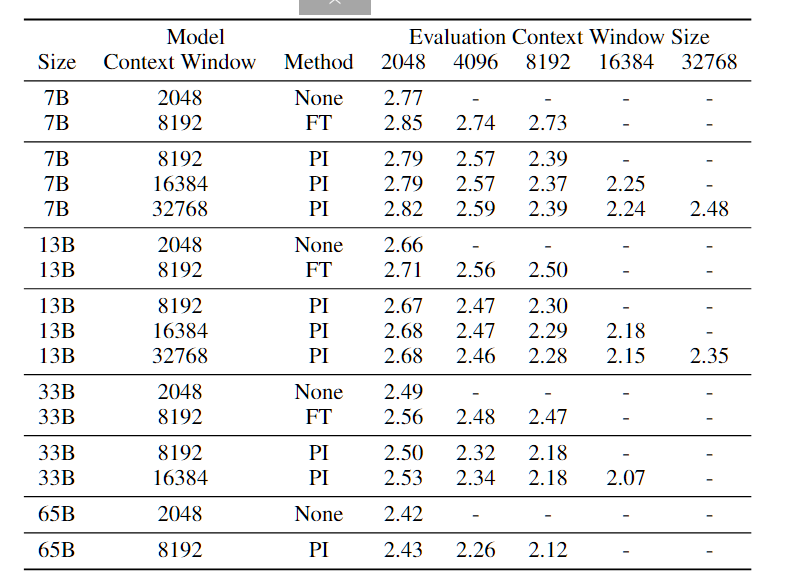 Model Evaluation Context Window Size
Size Context Window Method 2048 4096 8192 16384 32768
7B 2048 None 2.77 - - - -
7B 8192 FT 2.85 2.74 2.73 - -
7B 8192 PI 2.79 2.57 2.39 - -
7B 16384 PI 2.79 2.57 2.37 2.25 -
7B 32768 PI 2.82 2.59 2.39 2.24 2.48
13B 2048 None 2.66 - - - -
13B 8192 FT 2.71 2.56 2.50 - -
13B 8192 PI 2.67 2.47 2.30 - -
13B 16384 PI 2.68 2.47 2.29 2.18 -
13B 32768 PI 2.68 2.46 2.28 2.15 2.35
33B 2048 None 2.49 - - - -
33B 8192 FT 2.56 2.48 2.47 - -
33B 8192 PI 2.50 2.32 2.18 - -
33B 16384 PI 2.53 2.34 2.18 2.07 -
65B 2048 None 2.42 - - - -
65B 8192 PI 2.43 2.26 2.12 - -